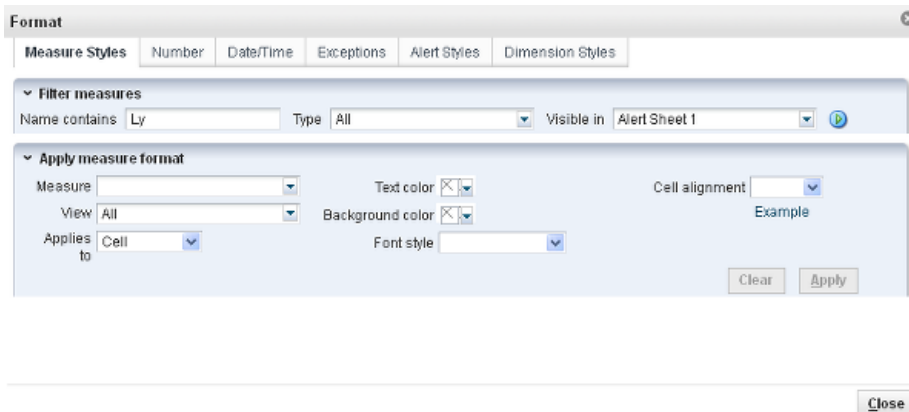 Format
Measure Styles Number Date/Time Exceptions Alert Styles Dimension Styles
Filter measures
Name contains Ly Type All Visible in Alert Sheet 1
Apply measure format
Measure Text color Cell alignment
View All Background color Example
Applies to Cell Font style
Clear Apply
Close